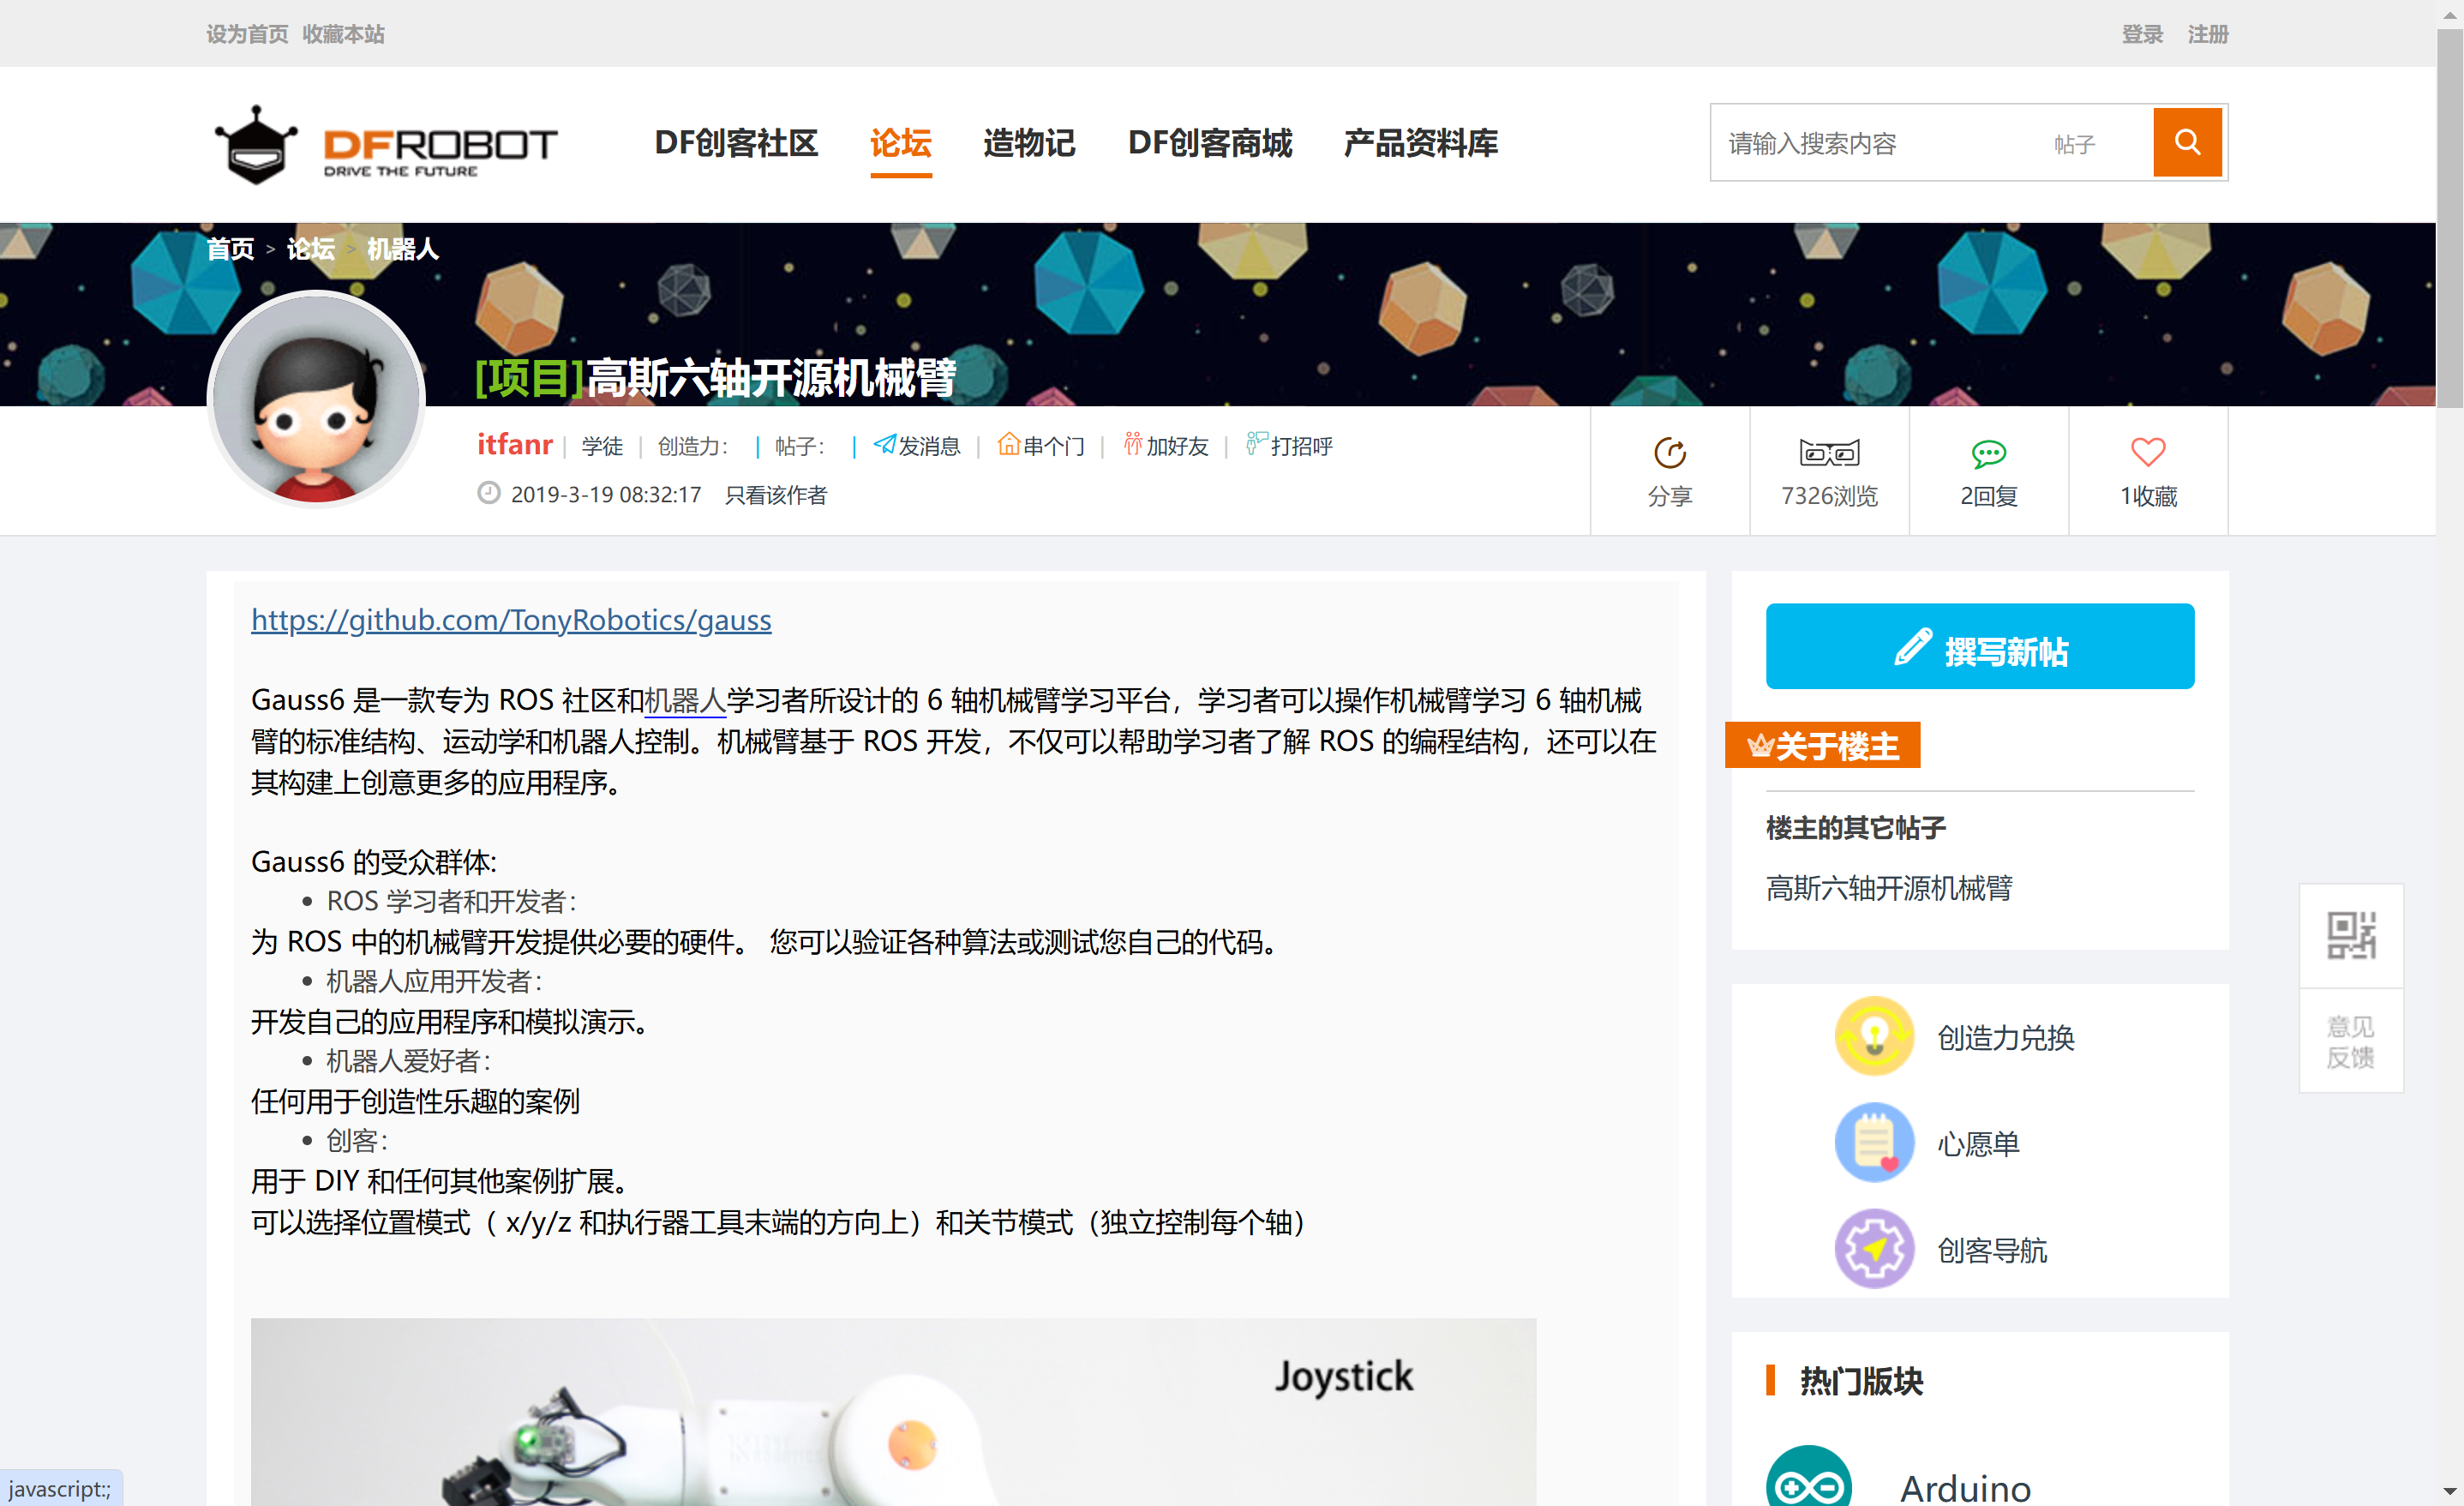 设为首页 收藏本站
登录 注册
DFROBOT
DRIVE THE FUTURE
DF创客社区 论坛 造物记 DF创客商城 产品资料库
请输入搜索内容 帖子
首页 > 论坛 > 机器人
[项目]高斯六轴开源机械臂
itfanr | 学徒 | 创造力： | 帖子： | 发消息 | 串个门 | 加好友 | 打招呼
2019-3-19 08:32:17 只看该作者
分享
7326浏览
2回复
1收藏
https://github.com/TonyRobotics/gauss
Gauss6 是一款专为 ROS 社区和机器人学习者所设计的 6 轴机械臂学习平台，学习者可以操作机械臂学习 6 轴机械
臂的标准结构、运动学和机器人控制。机械臂基于 ROS 开发，不仅可以帮助学习者了解 ROS 的编程结构，还可以在
其构建上创意更多的应用程序。
Gauss6 的受众群体:
• ROS 学习者和开发者：
为 ROS 中的机械臂开发提供必要的硬件。 您可以验证各种算法或测试您自己的代码。
• 机器人应用开发者：
开发自己的应用程序和模拟演示。
• 机器人爱好者：
任何用于创造性乐趣的案例
• 创客：
用于 DIY 和任何其他案例扩展。
可以选择位置模式（ x/y/z 和执行器工具末端的方向上）和关节模式（独立控制每个轴）
Joystick
撰写新帖
关于楼主
楼主的其它帖子
高斯六轴开源机械臂
创造力兑换
心愿单
创客导航
热门版块
Arduino
意见
反馈
javascript:;